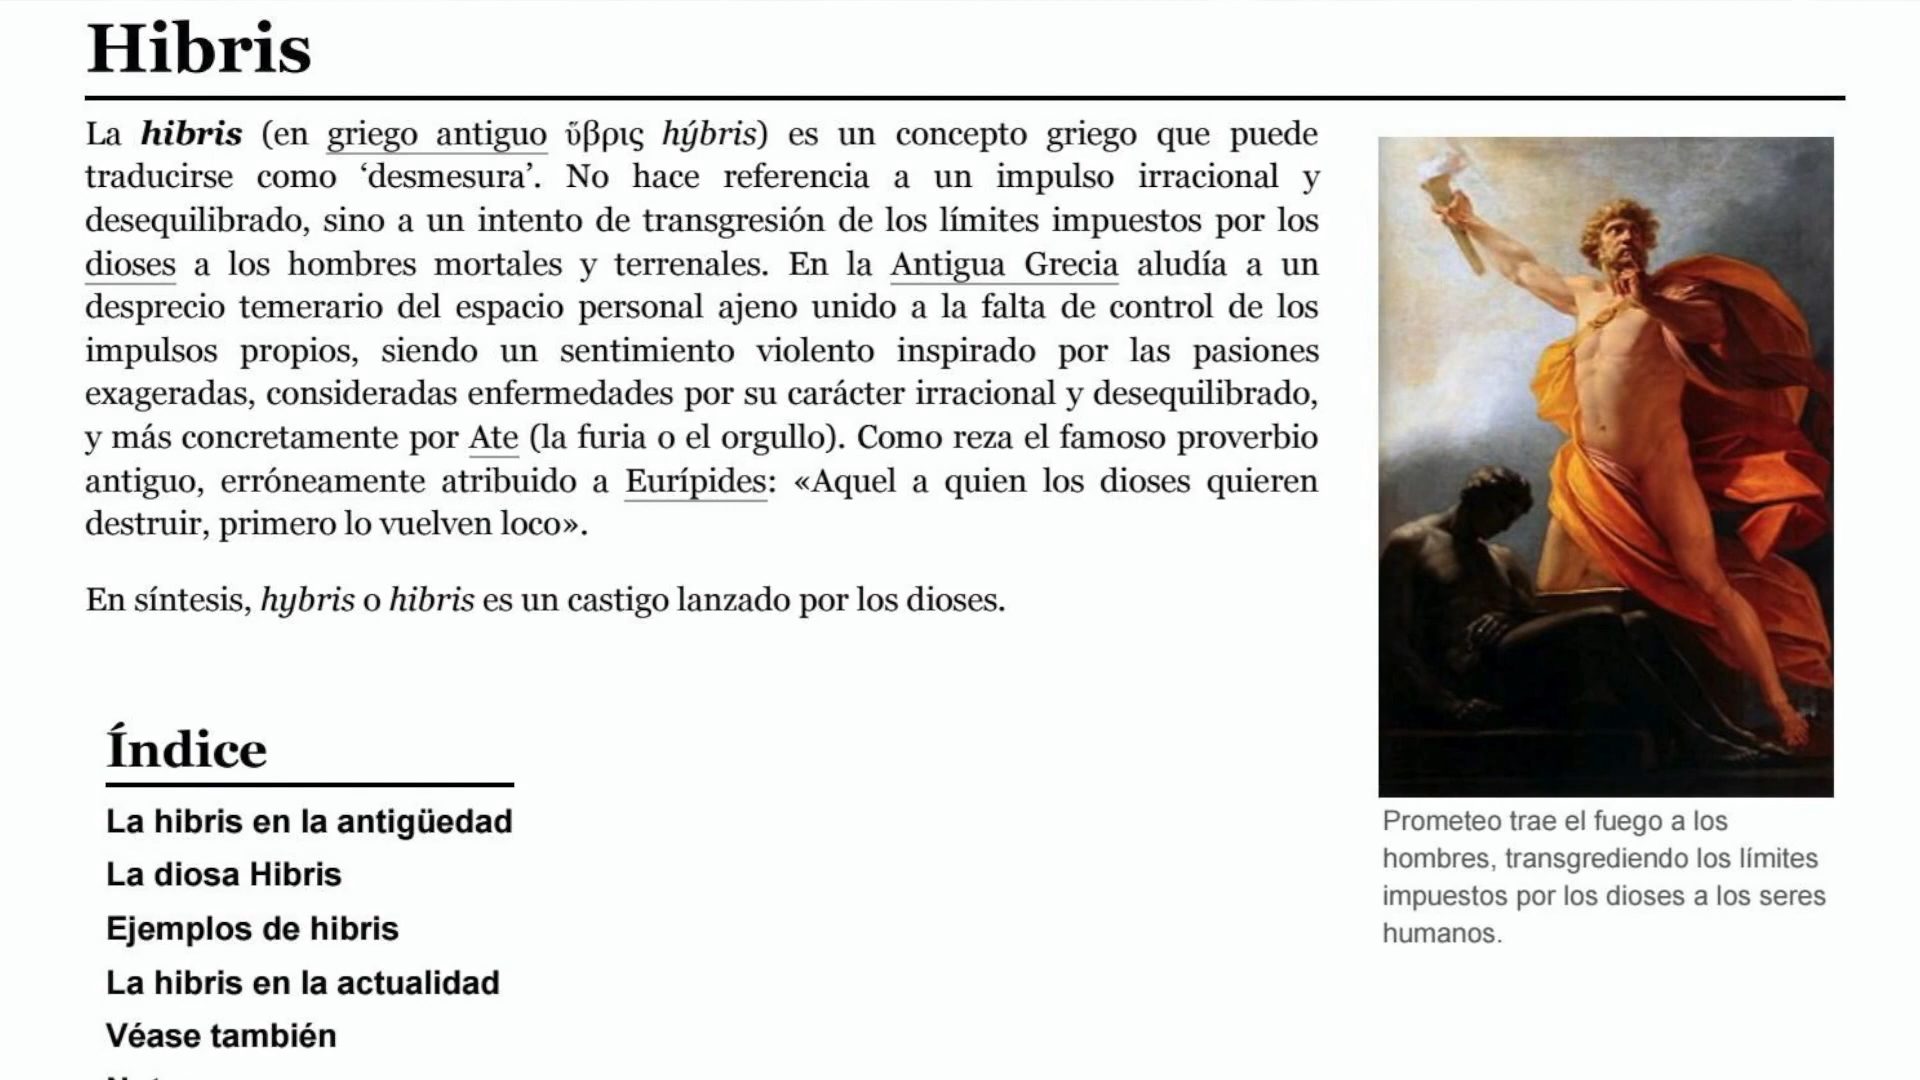 Hibris
La hibris (en griego antiguo ὕβρις hýbris) es un concepto griego que puede
traducirse como ‘desmesura’. No hace referencia a un impulso irracional y
desequilibrado, sino a un intento de transgresión de los límites impuestos por los
dioses a los hombres mortales y terrenales. En la Antigua Grecia aludía a un
desprecio temerario del espacio personal ajeno unido a la falta de control de los
impulsos propios, siendo un sentimiento violento inspirado por las pasiones
exageradas, consideradas enfermedades por su carácter irracional y desequilibrado,
y más concretamente por Ate (la furia o el orgullo). Como reza el famoso proverbio
antiguo, erróneamente atribuido a Eurípides: «Aquel a quien los dioses quieren
destruir, primero lo vuelven loco».
En síntesis, hybris o hibris es un castigo lanzado por los dioses.
Índice
La hibris en la antigüedad
La diosa Hibris
Ejemplos de hibris
La hibris en la actualidad
Véase también
Prometeo trae el fuego a los
hombres, transgrediendo los límites
impuestos por los dioses a los seres
humanos.